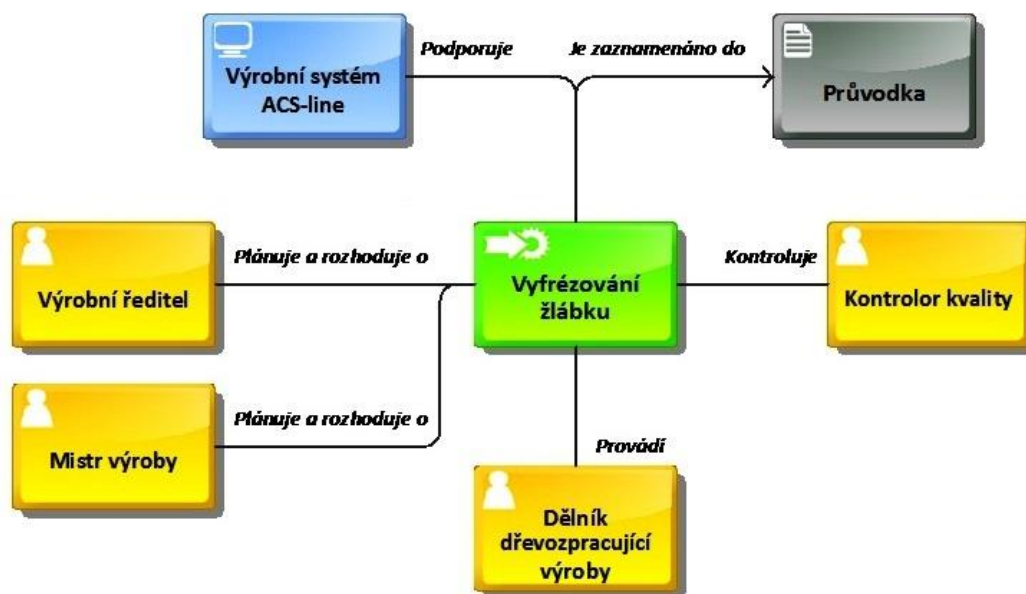 Podporuje
Je zaznamenáno do
Výrobní systém
ACS-line
Průvodka
Plánuje a rozhoduje o
Kontroluje
Výrobní ředitel
Vyfrézování
žlábku
Kontrolor kvality
Plánuje a rozhoduje o
Mistr výroby
Provádí
Dělník
dřevozpracující
výroby